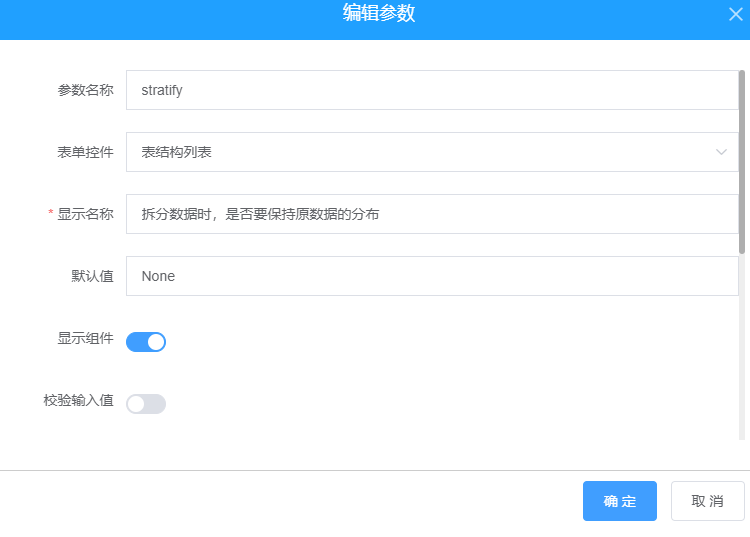 编辑参数
参数名称 stratify
表单控件 表结构列表
* 显示名称 拆分数据时，是否要保持原数据的分布
默认值 None
显示组件
校验输入值
确 定 取 消